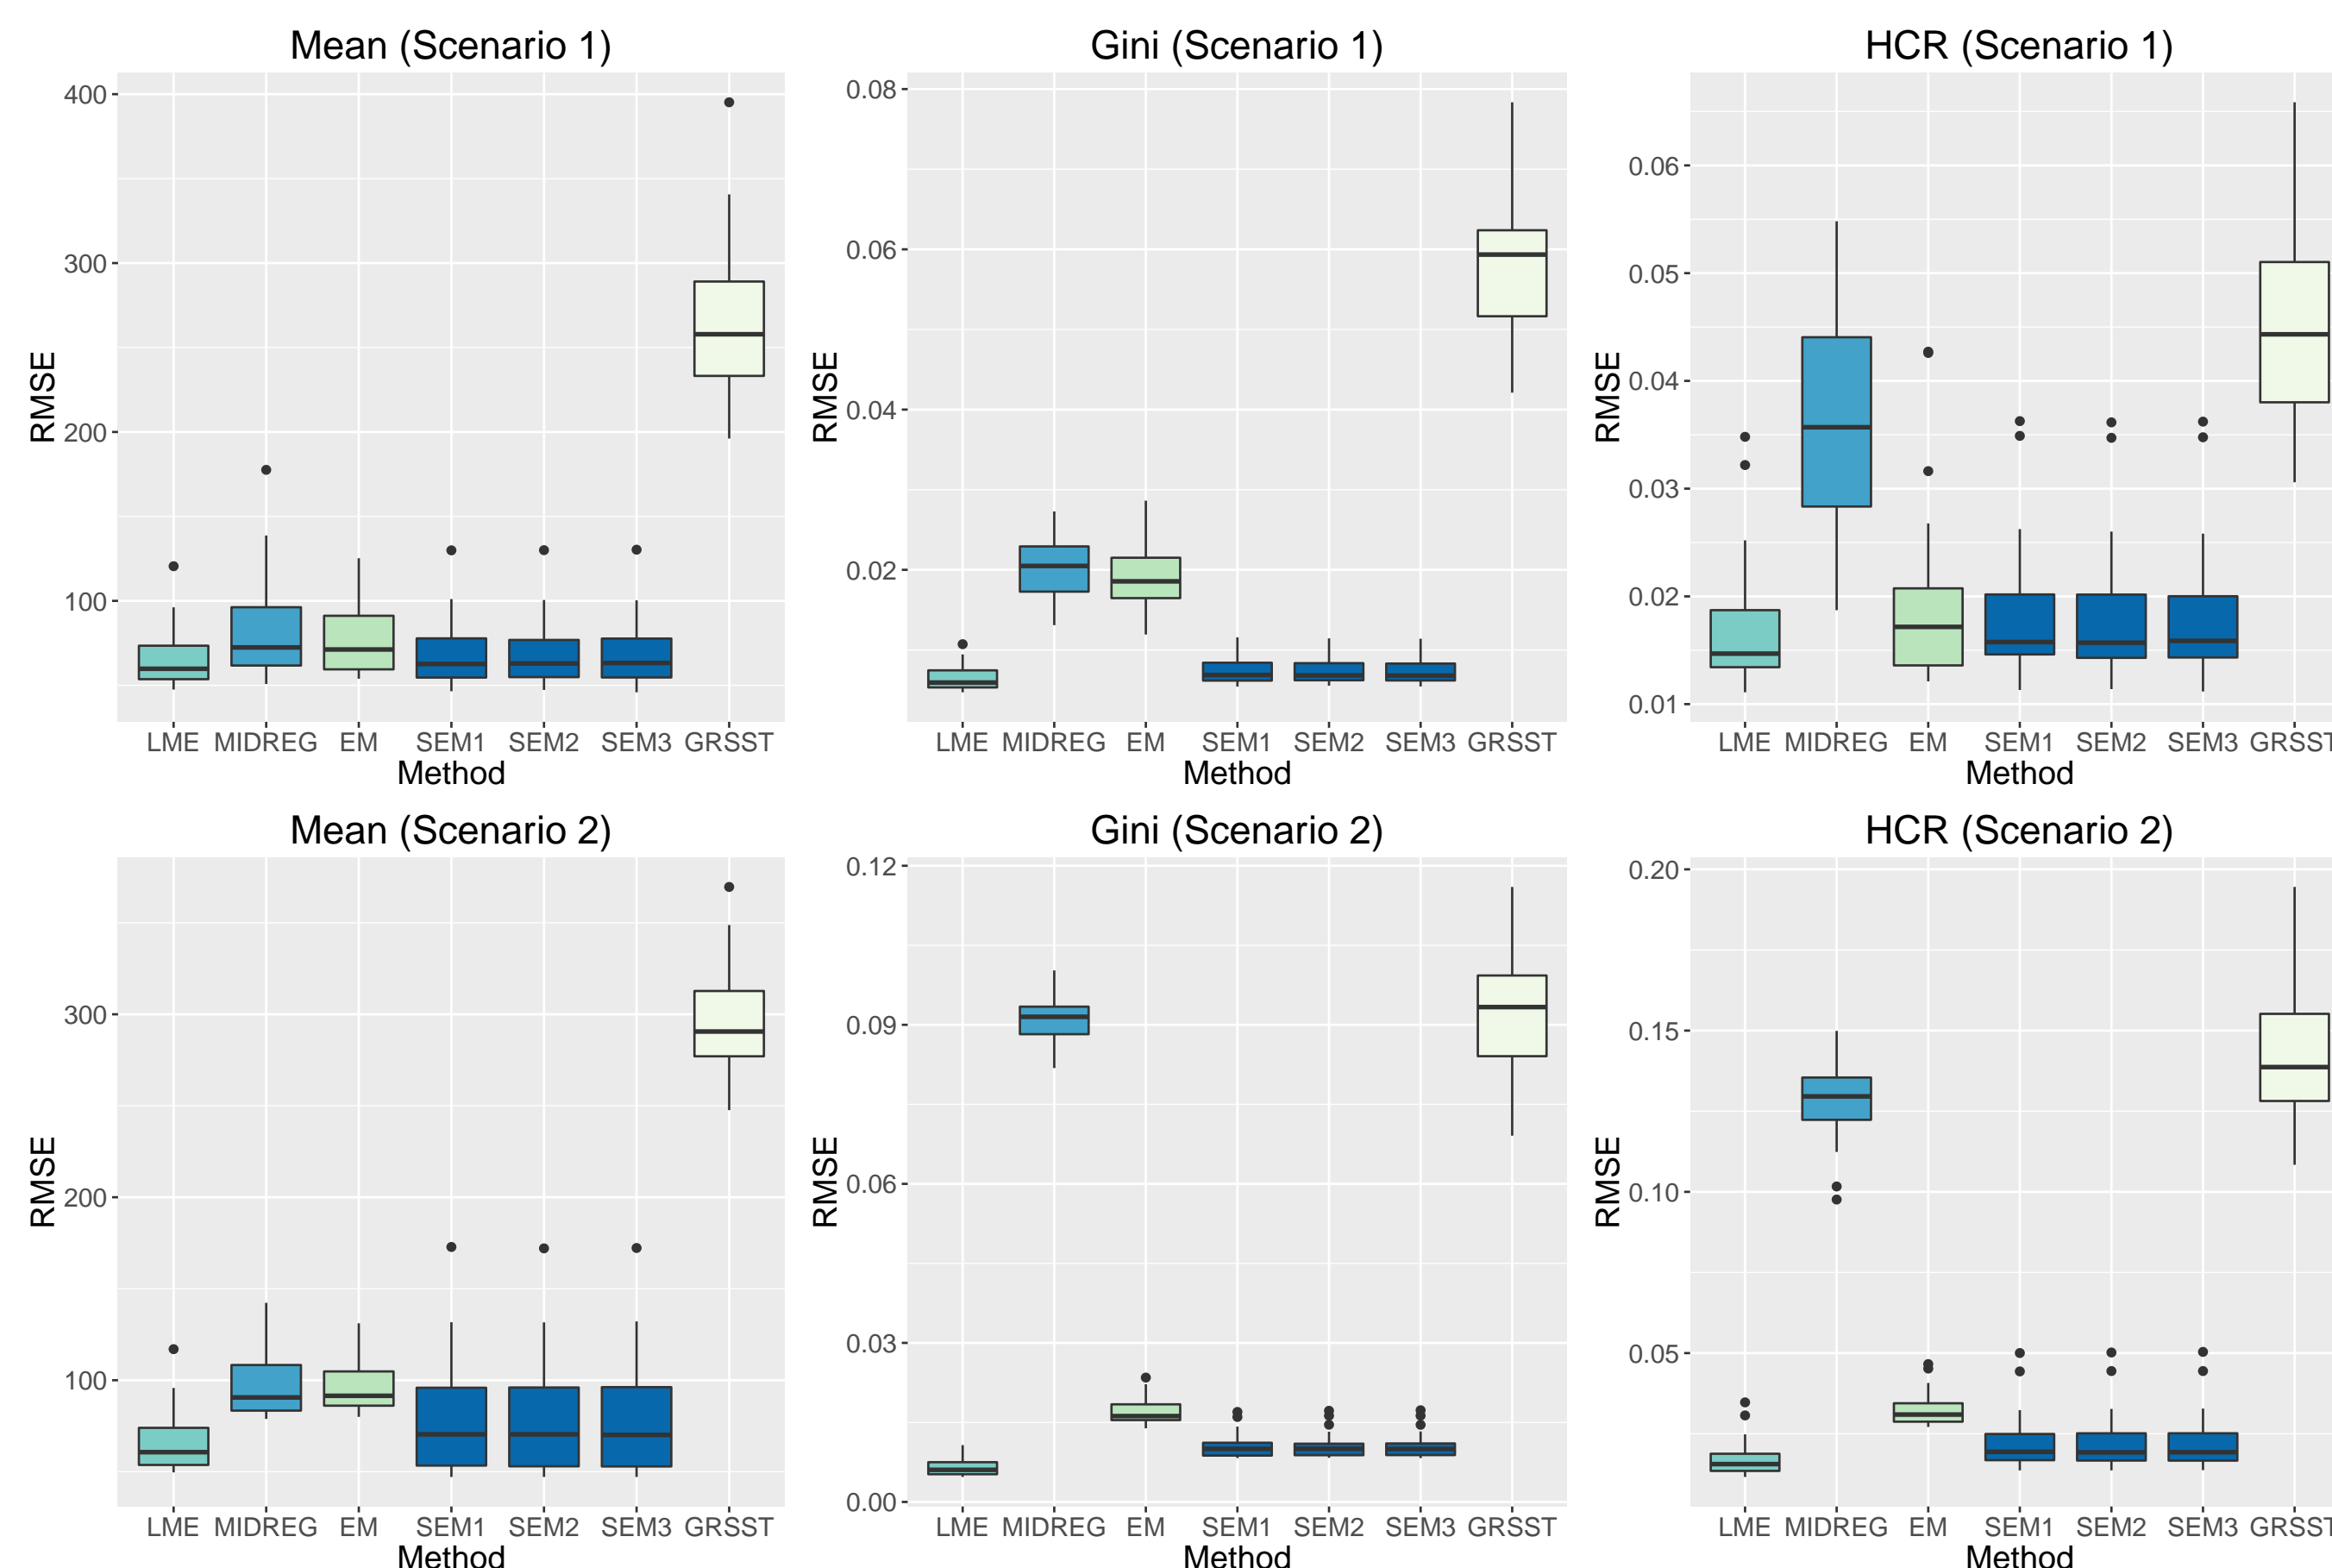 Mean (Scenario 1)
RMSE
400
300
200
100
LME MIDREG EM SEM1 SEM2 SEM3 GRSST
Method
Gini (Scenario 1)
RMSE
0.08
0.06
0.04
0.02
LME MIDREG EM SEM1 SEM2 SEM3 GRSST
Method
HCR (Scenario 1)
RMSE
0.06
0.05
0.04
0.03
0.02
0.01
LME MIDREG EM SEM1 SEM2 SEM3 GRSST
Method
Mean (Scenario 2)
RMSE
300
200
100
LME MIDREG EM SEM1 SEM2 SEM3 GRSST
Method
Gini (Scenario 2)
RMSE
0.12
0.09
0.06
0.03
0.00
LME MIDREG EM SEM1 SEM2 SEM3 GRSST
Method
HCR (Scenario 2)
RMSE
0.20
0.15
0.10
0.05
LME MIDREG EM SEM1 SEM2 SEM3 GRSST
Method